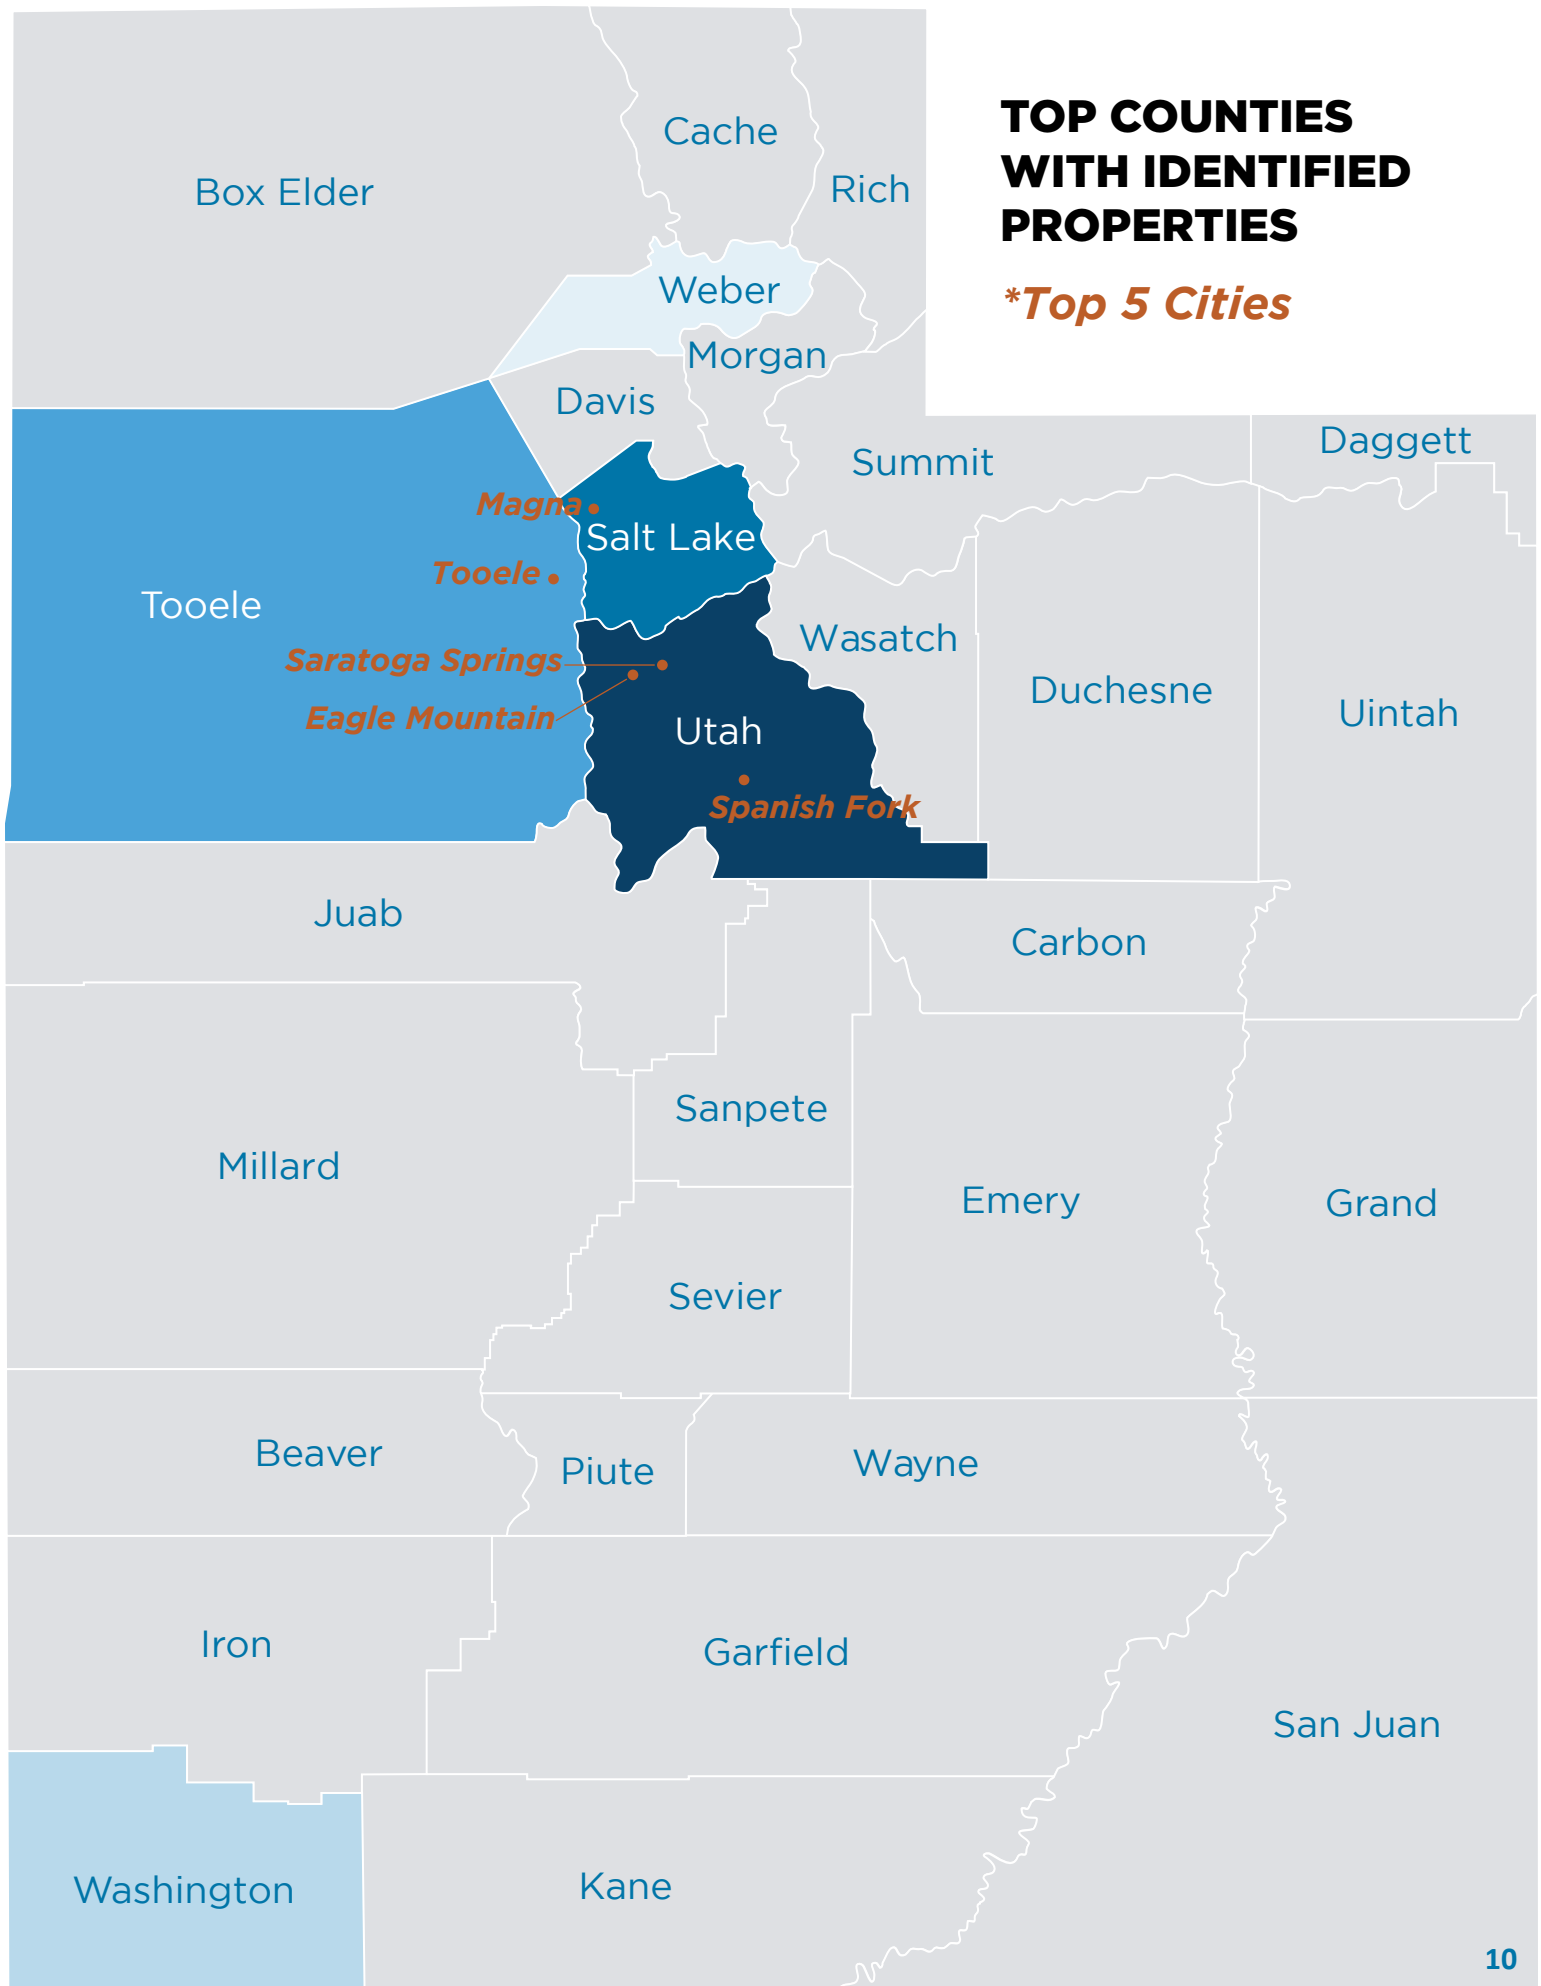 TOP COUNTIES
WITH IDENTIFIED
PROPERTIES
*Top 5 Cities
Cache
Box Elder
Rich
Weber
Morgan
Davis
Summit
Daggett
Magna
Salt Lake
Tooele
Tooele
Wasatch
Saratoga Springs
Duchesne
Uintah
Eagle Mountain
Utah
Spanish Fork
Juab
Carbon
Sanpete
Millard
Emery
Grand
Sevier
Beaver
Piute
Wayne
Iron
Garfield
San Juan
Washington
Kane
10